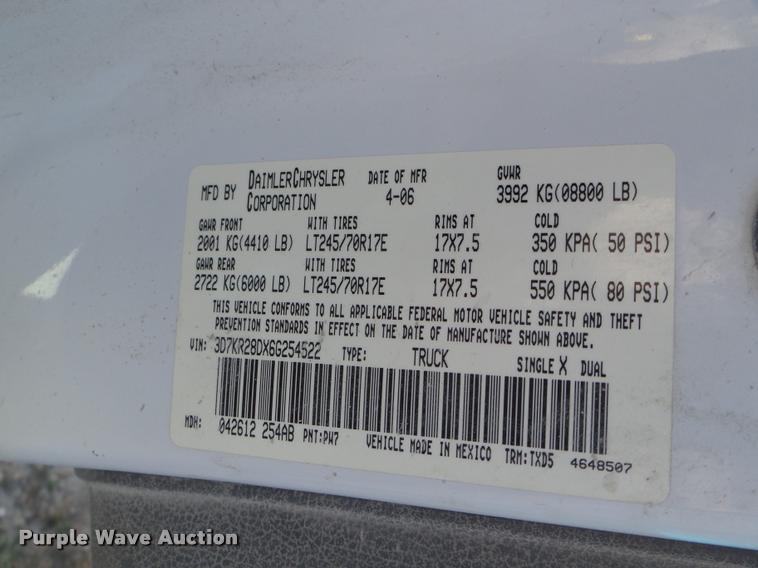 MFD BY DAIMLERCHRYSLER CORPORATION DATE OF MFR 4-06 GVWR 3992 KG(08800 LB)
GAWR FRONT WITH TIRES RIMS AT COLD
2001 KG(4410 LB) LT245/70R17E 17X7.5 350 KPA( 50 PSI)
GAWR REAR WITH TIRES RIMS AT COLD
2722 KG(6000 LB) LT245/70R17E 17X7.5 550 KPA( 80 PSI)
THIS VEHICLE CONFORMS TO ALL APPLICABLE FEDERAL MOTOR VEHICLE SAFETY AND THEFT
PREVENTION STANDARDS IN EFFECT ON THE DATE OF MANUFACTURE SHOWN ABOVE.
VIN: 3D7KR28DX6G254522 TYPE: TRUCK SINGLE X DUAL
MDH: 042612 254AB PNT:PW7 VEHICLE MADE IN MEXICO TRM:TXD5 4648507
Purple Wave Auction